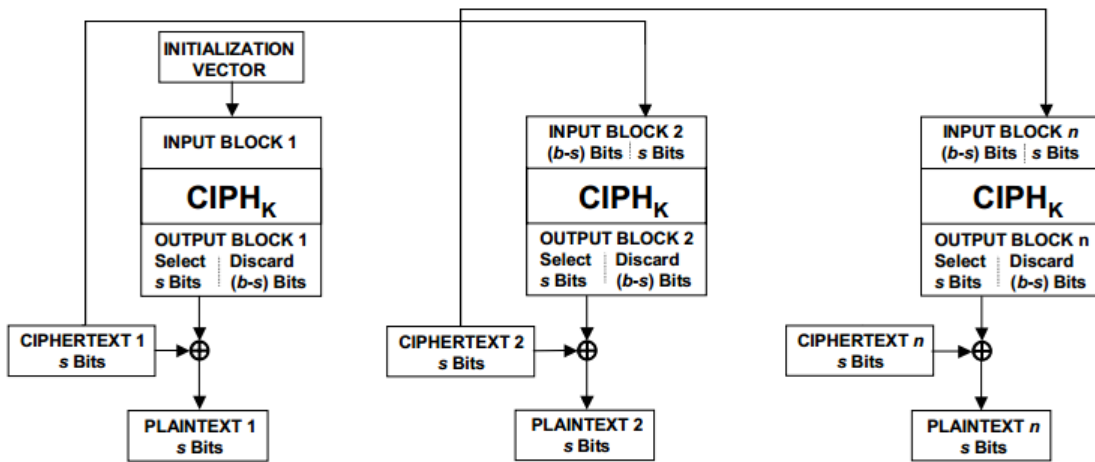 INITIALIZATION
VECTOR
INPUT BLOCK 1
CIPHK
OUTPUT BLOCK 1
Select Discard
s Bits (b-s) Bits
CIPHERTEXT 1
s Bits
PLAINTEXT 1
s Bits
INPUT BLOCK 2
(b-s) Bits s Bits
CIPHK
OUTPUT BLOCK 2
Select Discard
s Bits (b-s) Bits
CIPHERTEXT 2
s Bits
PLAINTEXT 2
s Bits
INPUT BLOCK n
(b-s) Bits s Bits
CIPHK
OUTPUT BLOCK n
Select Discard
s Bits (b-s) Bits
CIPHERTEXT n
s Bits
PLAINTEXT n
s Bits